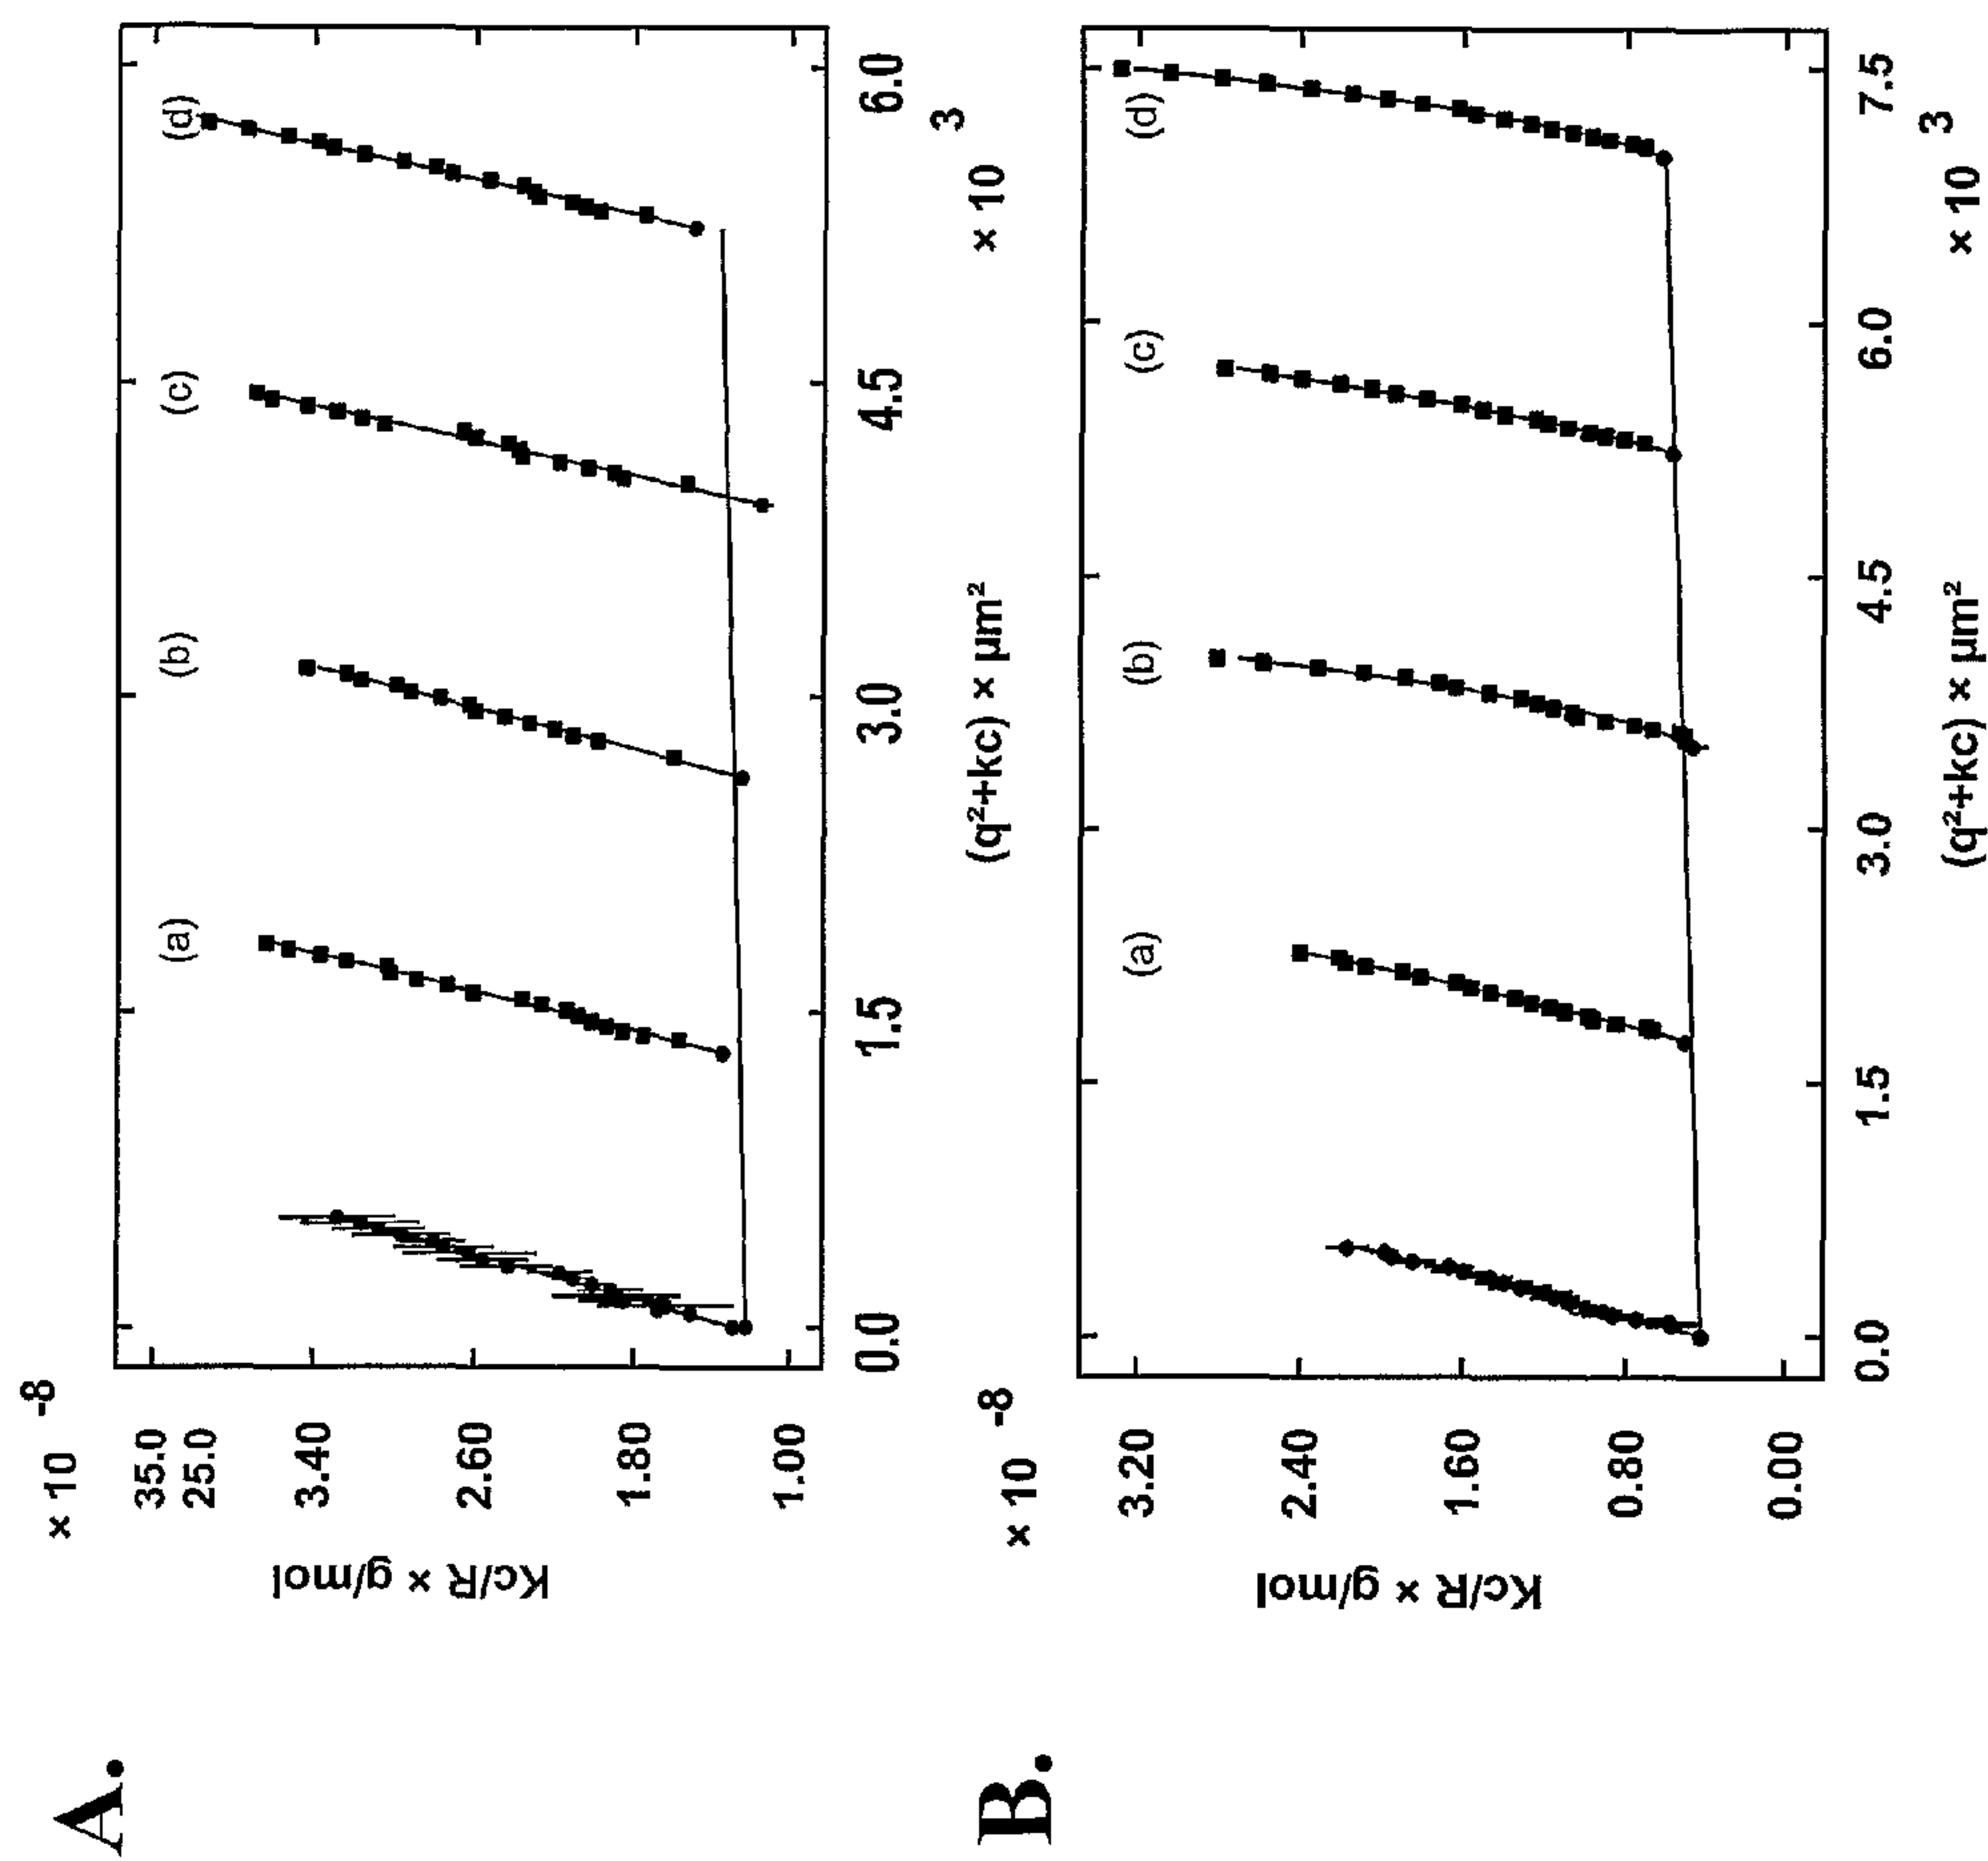 A.
× 10 -8
35.0
25.0
3.40
2.60
1.80
1.00
Kc/R × g/mol
(a)
(b)
(c)
(d)
0.0
1.5
3.0
4.5
6.0
(q²+kc) × µm²
× 10 3
B.
× 10 -8
3.20
2.40
1.60
0.80
0.00
Kc/R × g/mol
(a)
(b)
(c)
(d)
0.0
1.5
3.0
4.5
6.0
7.5
(q²+kc) × µm²
× 10 3